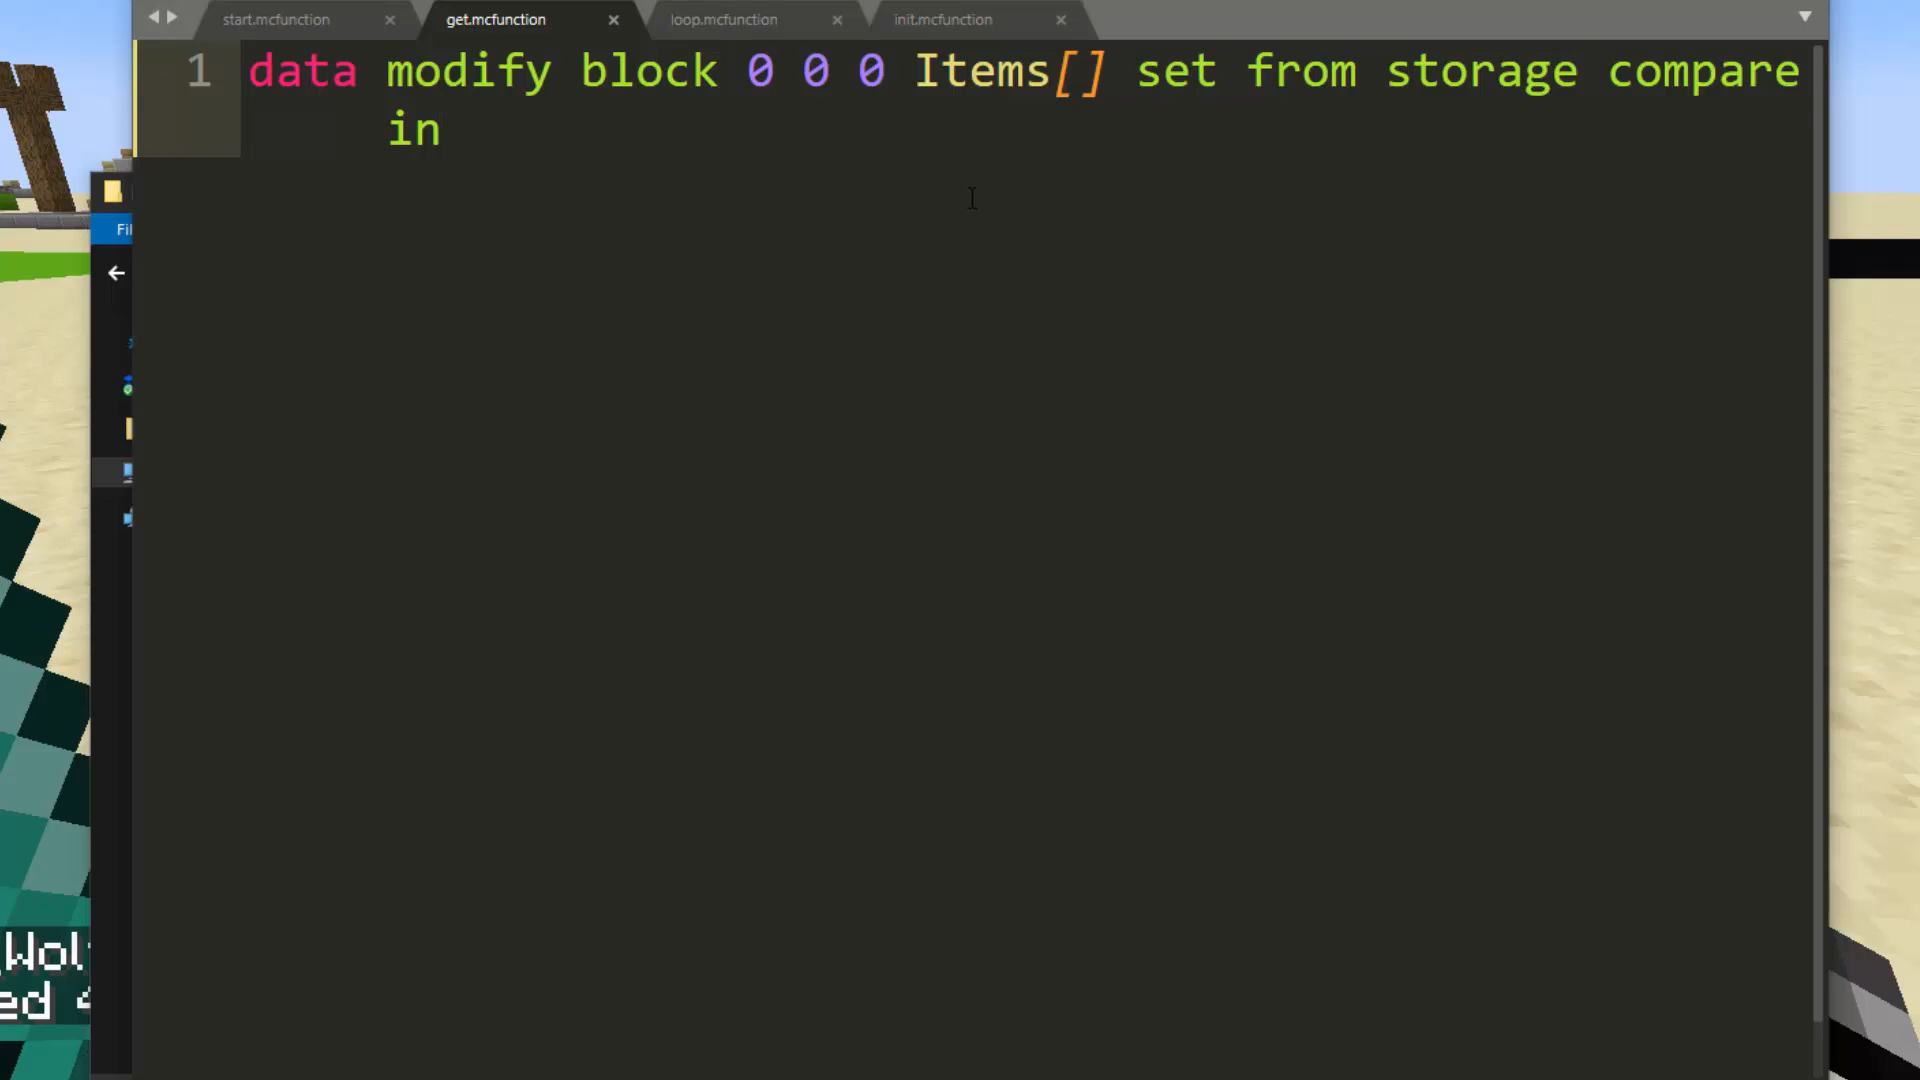 start.mcfunction
get.mcfunction
loop.mcfunction
init.mcfunction
1 data modify block 0 0 0 Items[] set from storage compare
in